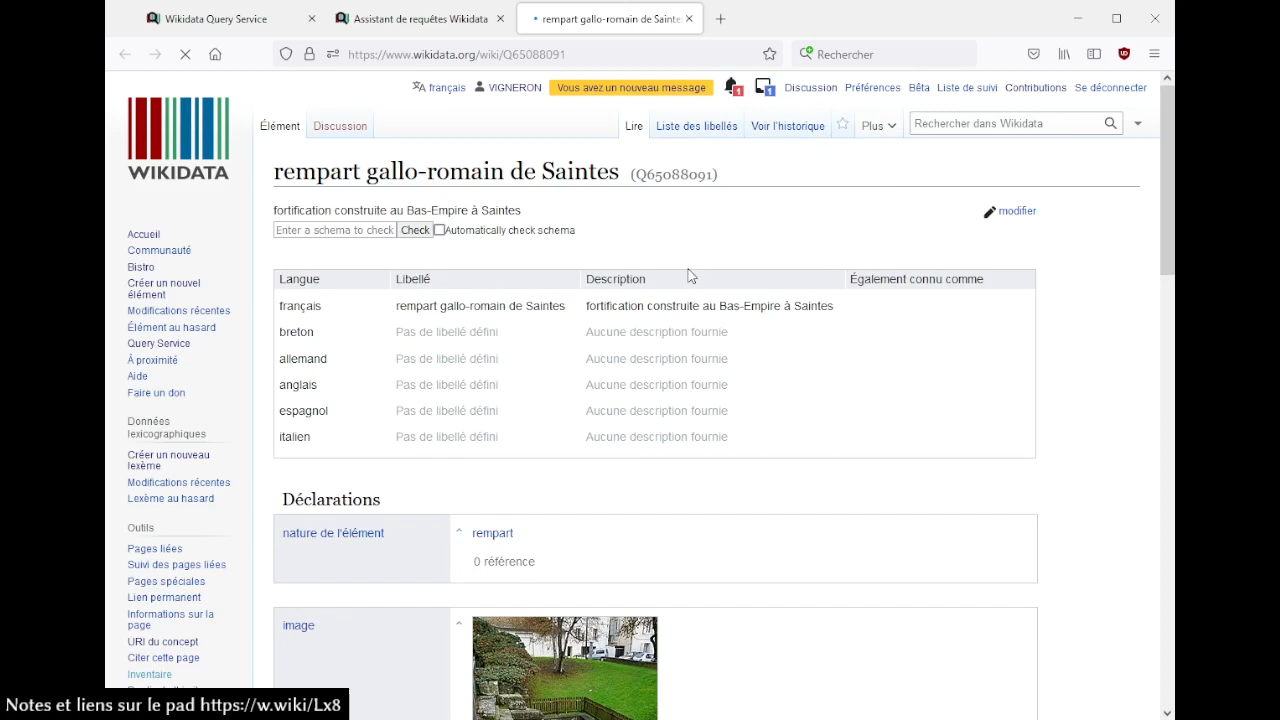 Wikidata Query Service
Assistant de requêtes Wikidata
rempart gallo-romain de Sainte
https://www.wikidata.org/wiki/Q65088091
Rechercher
français
VIGNERON
Vous avez un nouveau message
1
1
Discussion
Préférences
Bêta
Liste de suivi
Contributions
Se déconnecter
WIKIDATA
Élément
Discussion
Lire
Liste des libellés
Voir l'historique
Plus
Rechercher dans Wikidata
rempart gallo-romain de Saintes (Q65088091)
fortification construite au Bas-Empire à Saintes
modifier
Enter a schema to check
Check
Automatically check schema
Langue Libellé Description Également connu comme
français rempart gallo-romain de Saintes fortification construite au Bas-Empire à Saintes
breton Pas de libellé défini Aucune description fournie
allemand Pas de libellé défini Aucune description fournie
anglais Pas de libellé défini Aucune description fournie
espagnol Pas de libellé défini Aucune description fournie
italien Pas de libellé défini Aucune description fournie
Déclarations
nature de l'élément
rempart
0 référence
image
Accueil
Communauté
Bistro
Créer un nouvel
élément
Modifications récentes
Élément au hasard
Query Service
À proximité
Aide
Faire un don
Données
lexicographiques
Créer un nouveau
lexème
Modifications récentes
Lexème au hasard
Outils
Pages liées
Suivi des pages liées
Pages spéciales
Lien permanent
Informations sur la
page
URI du concept
Citer cette page
Inventaire
Notes et liens sur le pad https://w.wiki/Lx8